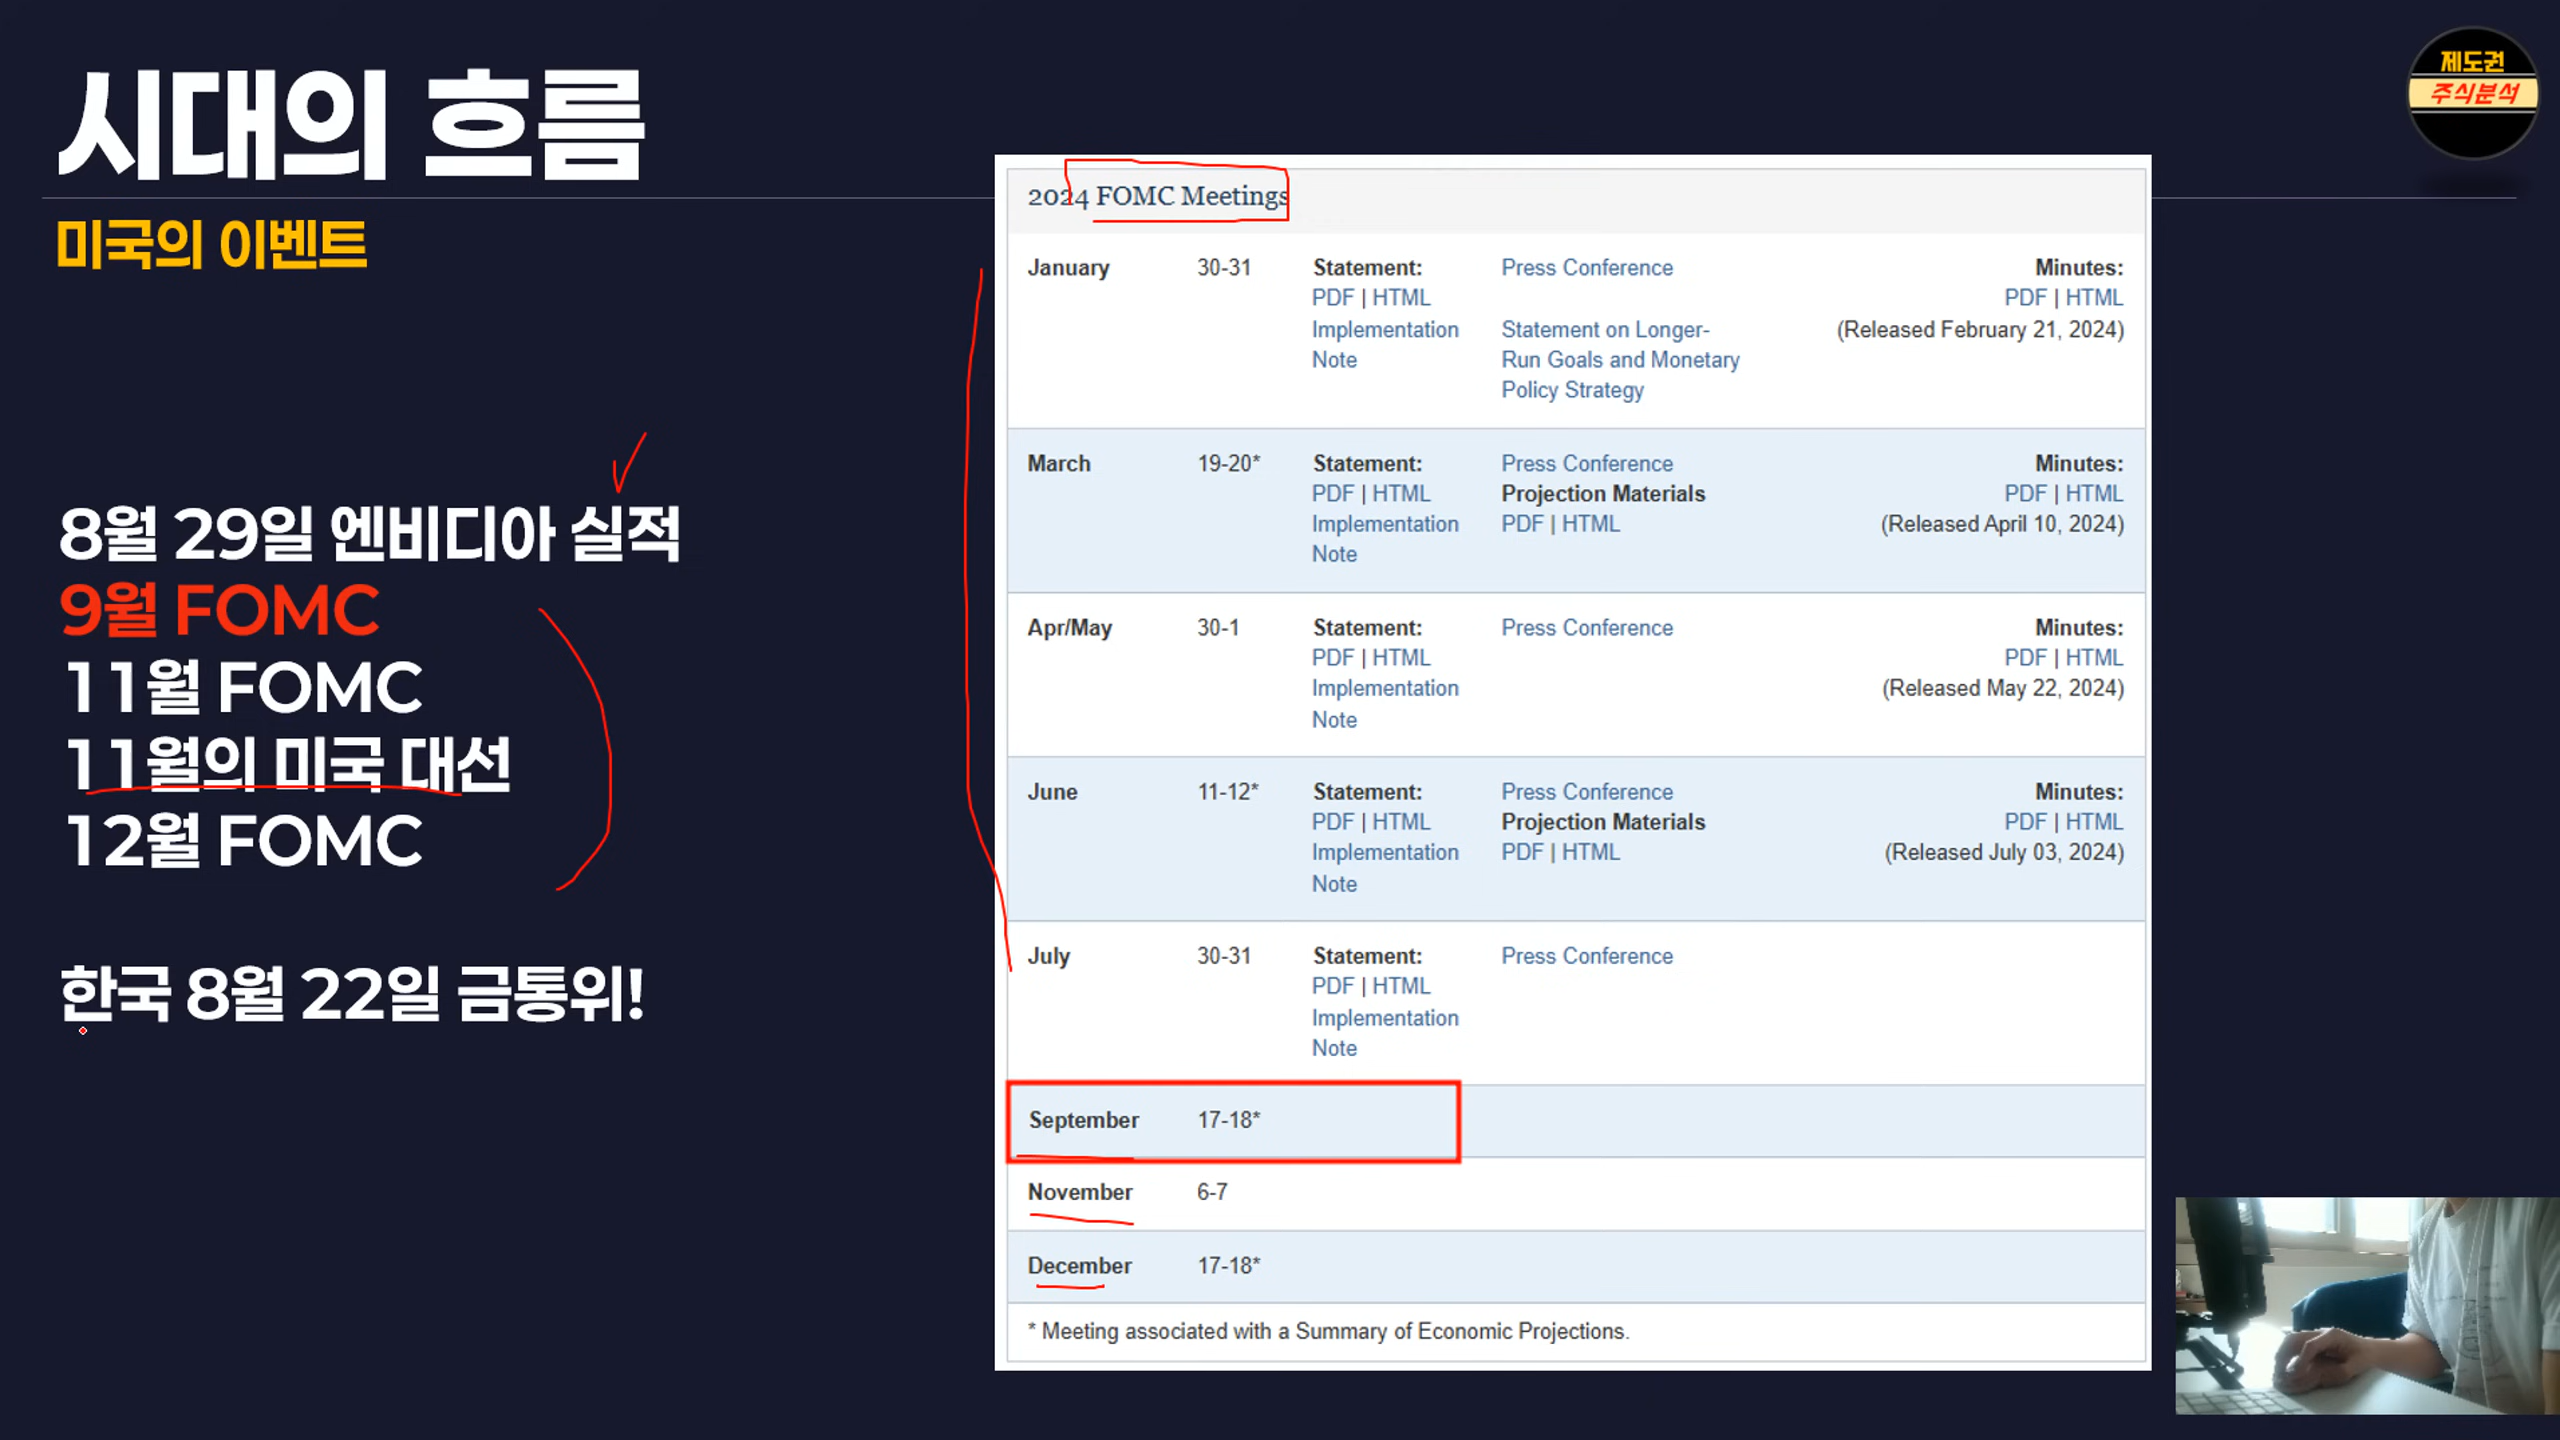 시대의 흐름
제도권
주식분석
미국의 이벤트
8월 29일 엔비디아 실적
9월 FOMC
11월 FOMC
11월의 미국 대선
12월 FOMC
한국 8월 22일 금통위!
2024 FOMC Meetings
January 30-31 Statement: Press Conference Minutes:
PDF | HTML PDF | HTML
Implementation Statement on Longer- (Released February 21, 2024)
Note Run Goals and Monetary
Policy Strategy
March 19-20* Statement: Press Conference Minutes:
PDF | HTML Projection Materials PDF | HTML
Implementation PDF | HTML (Released April 10, 2024)
Note
Apr/May 30-1 Statement: Press Conference Minutes:
PDF | HTML PDF | HTML
Implementation (Released May 22, 2024)
Note
June 11-12* Statement: Press Conference Minutes:
PDF | HTML Projection Materials PDF | HTML
Implementation PDF | HTML (Released July 03, 2024)
Note
July 30-31 Statement: Press Conference
PDF | HTML
Implementation
Note
September 17-18*
November 6-7
December 17-18*
* Meeting associated with a Summary of Economic Projections.